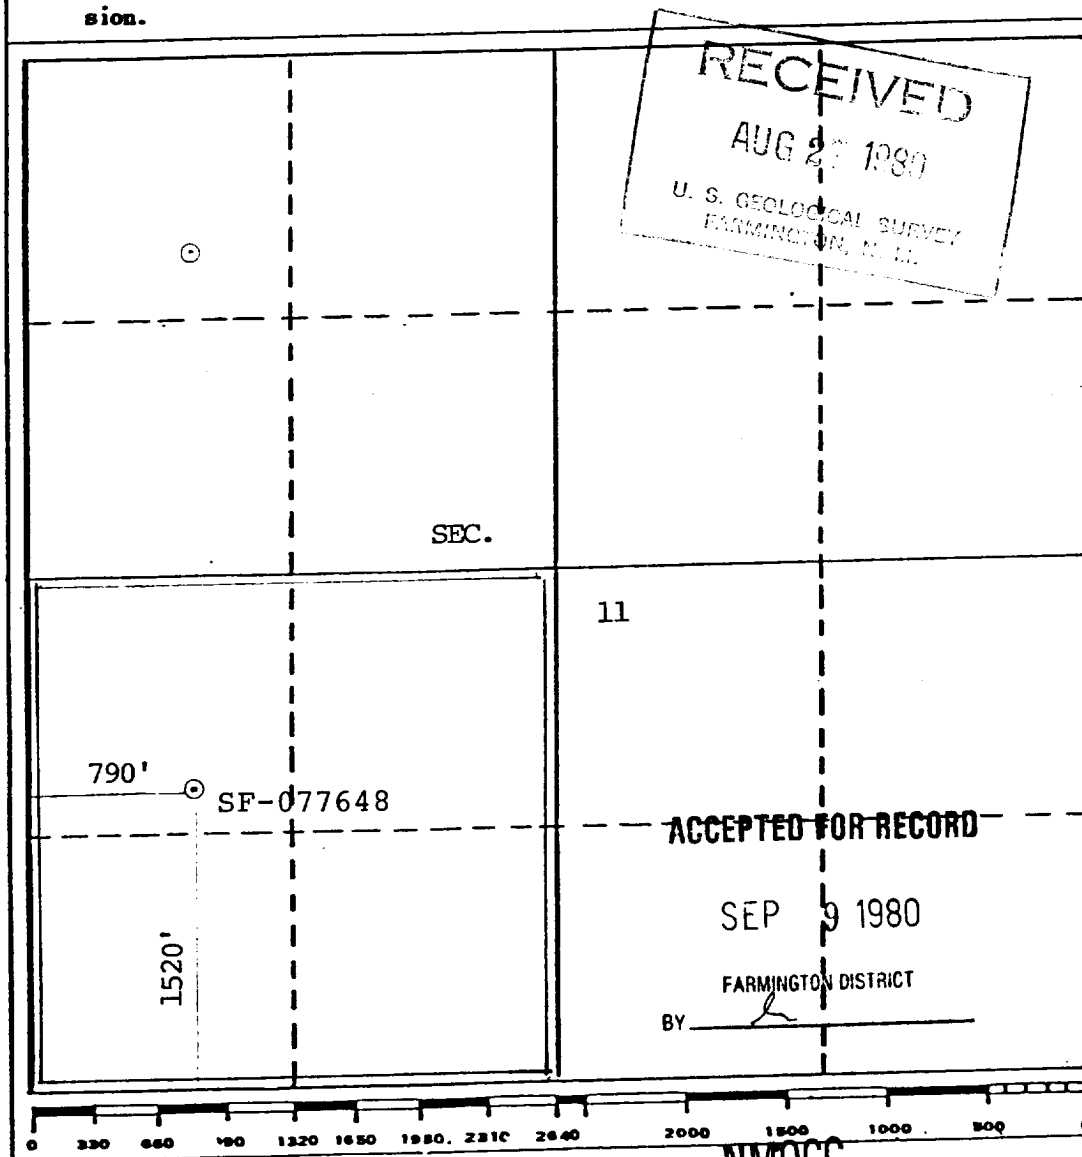 sion.
RECEIVED
AUG 2 1980
U. S. GEOLOGICAL SURVEY
FARMINGTON, N. M.
SEC.
11
790'
SF-077648
1520'
ACCEPTED FOR RECORD
SEP 9 1980
FARMINGTON DISTRICT
BY
0 330 660 990 1320 1650 1980. 2310 2640 2000 1500 1000 500
NMOCC